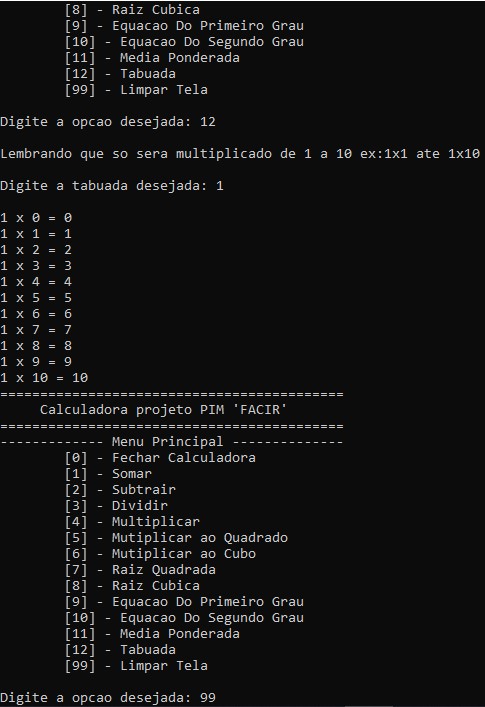 [8] - Raiz Cubica
[9] - Equacao Do Primeiro Grau
[10] - Equacao Do Segundo Grau
[11] - Media Ponderada
[12] - Tabuada
[99] - Limpar Tela
Digite a opcao desejada: 12
Lembrando que so sera multiplicado de 1 a 10 ex:1x1 ate 1x10
Digite a tabuada desejada: 1
1 x 0 = 0
1 x 1 = 1
1 x 2 = 2
1 x 3 = 3
1 x 4 = 4
1 x 5 = 5
1 x 6 = 6
1 x 7 = 7
1 x 8 = 8
1 x 9 = 9
1 x 10 = 10
===========================================
Calculadora projeto PIM 'FACIR'
===========================================
------------- Menu Principal --------------
[0] - Fechar Calculadora
[1] - Somar
[2] - Subtrair
[3] - Dividir
[4] - Multiplicar
[5] - Mutiplicar ao Quadrado
[6] - Mutiplicar ao Cubo
[7] - Raiz Quadrada
[8] - Raiz Cubica
[9] - Equacao Do Primeiro Grau
[10] - Equacao Do Segundo Grau
[11] - Media Ponderada
[12] - Tabuada
[99] - Limpar Tela
Digite a opcao desejada: 99